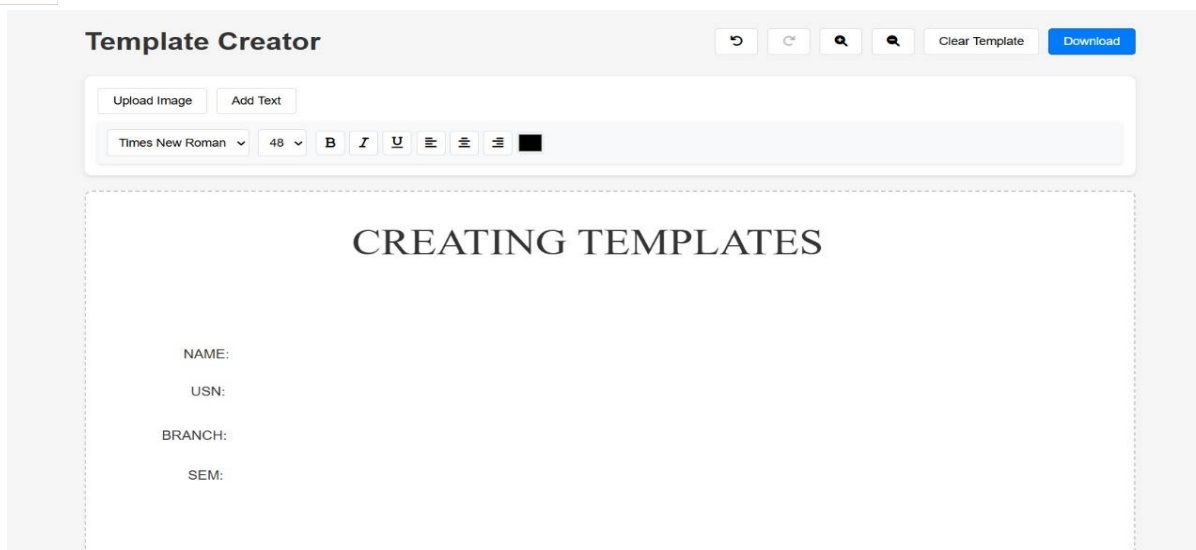 Template Creator
Clear Template
Download
Upload Image
Add Text
Times New Roman
48
B
I
U
CREATING TEMPLATES
NAME:
USN:
BRANCH:
SEM: